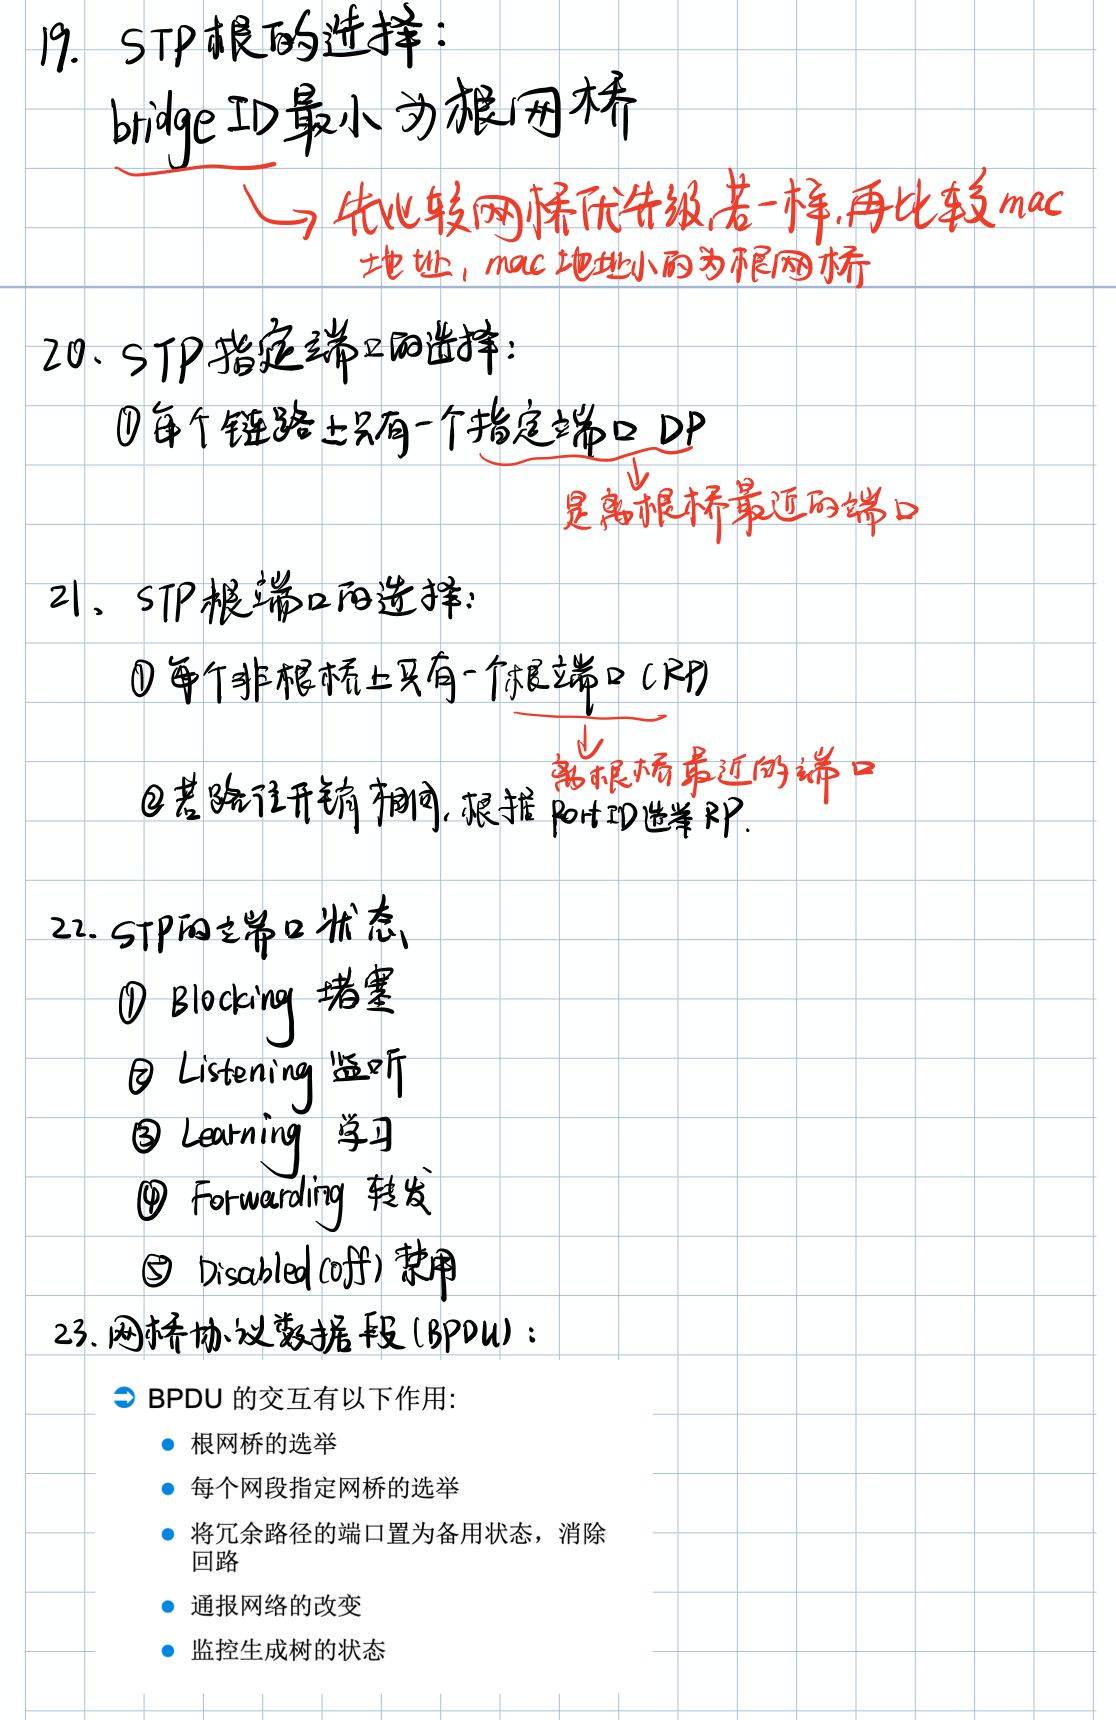 19. STP根的选择：
bridge ID 最小为根网桥
先比较网桥优先级,若一样,再比较mac
地址, mac地址小的为根网桥
20、STP指定端口的选择：
①每个链路上只有一个指定端口 DP
是离根桥最近的端口
21、STP根端口的选择：
①每个非根桥上只有一个根端口（RP）
离根桥最近的端口
②若路径开销相同,根据 Port ID选举RP.
22. STP的端口状态
① Blocking 堵塞
② Listening 监听
③ Learning 学习
④ Forwarding 转发
⑤ Disabled(off) 禁用
23. 网桥协议数据段（BPDU）：
BPDU 的交互有以下作用:
根网桥的选举
每个网段指定网桥的选举
将冗余路径的端口置为备用状态，消除
回路
通报网络的改变
监控生成树的状态